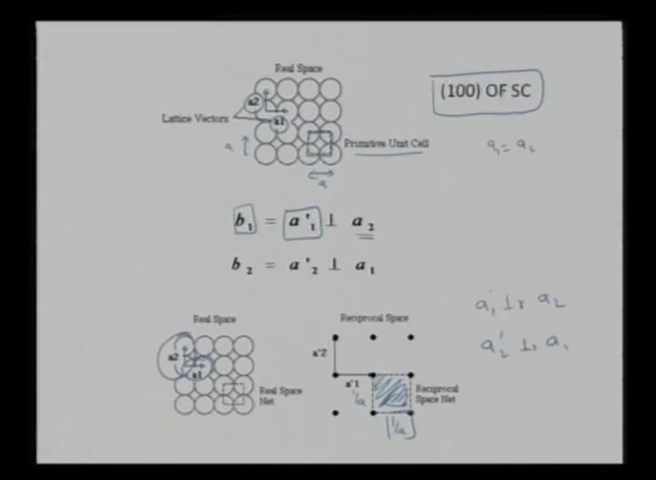 Real Space
(100) OF SC
a2
a1
Lattice Vectors
Primitive Unit Cell
a
a
a₁ = a₂
b₁ = a'₁ ⊥ a₂
b₂ = a'₂ ⊥ a₁
a₁' ⊥r a₂
a₂' ⊥r a₁
Real Space
a2
a1
Real Space
Net
Reciprocal Space
a'2
a'1
1/a
Reciprocal
Space Net
1/a